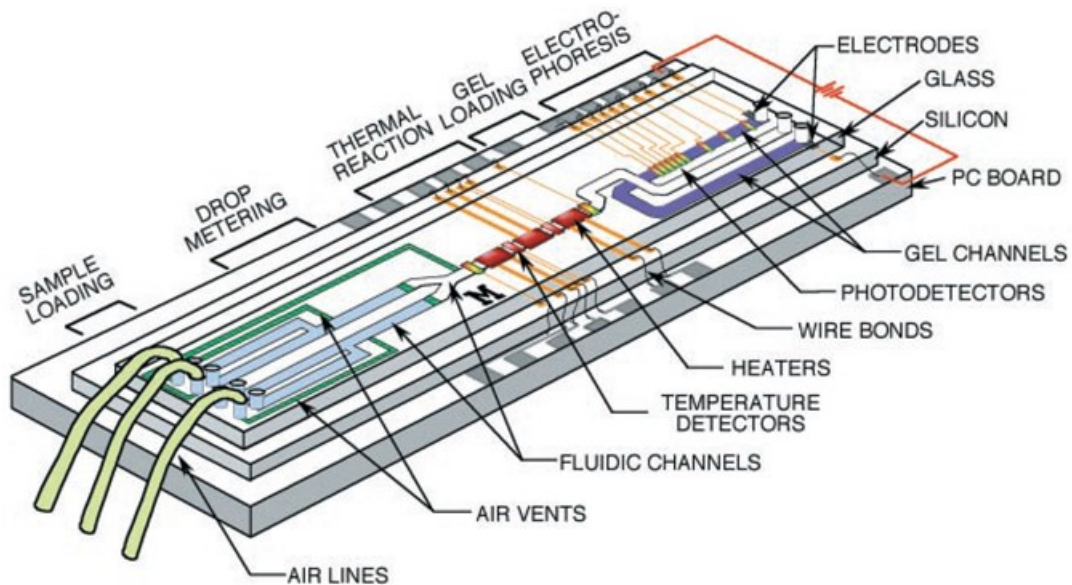 SAMPLE
LOADING
DROP
METERING
THERMAL
REACTION
GEL
LOADING
ELECTRO-
PHORESIS
ELECTRODES
GLASS
SILICON
PC BOARD
GEL CHANNELS
PHOTODETECTORS
WIRE BONDS
HEATERS
TEMPERATURE
DETECTORS
FLUIDIC CHANNELS
AIR VENTS
AIR LINES
M